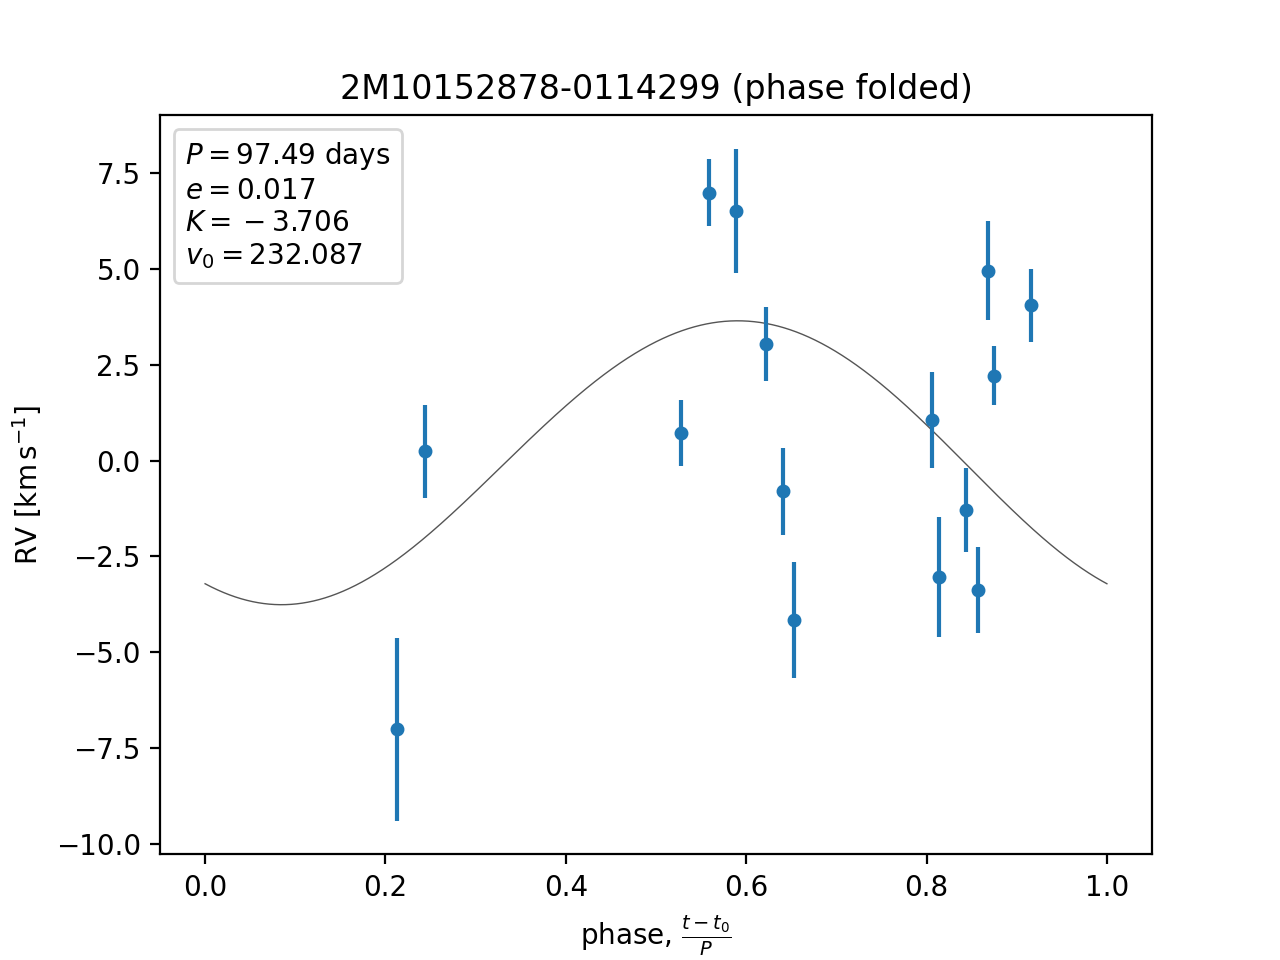 2M10152878-0114299 (phase folded)
P = 97.49 days
e = 0.017
K = −3.706
v₀ = 232.087
7.5
5.0
2.5
0.0
−2.5
−5.0
−7.5
−10.0
RV [km s⁻¹]
0.0 0.2 0.4 0.6 0.8 1.0
phase, (t − t₀)/P